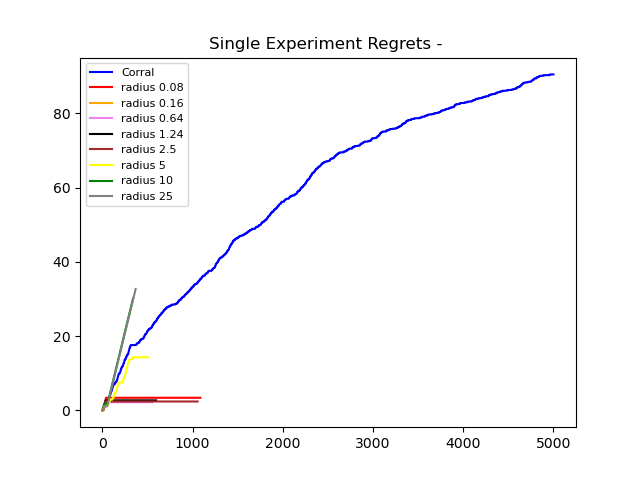 Single Experiment Regrets -
Corral
radius 0.08
radius 0.16
radius 0.64
radius 1.24
radius 2.5
radius 5
radius 10
radius 25
80
60
40
20
0
0 1000 2000 3000 4000 5000